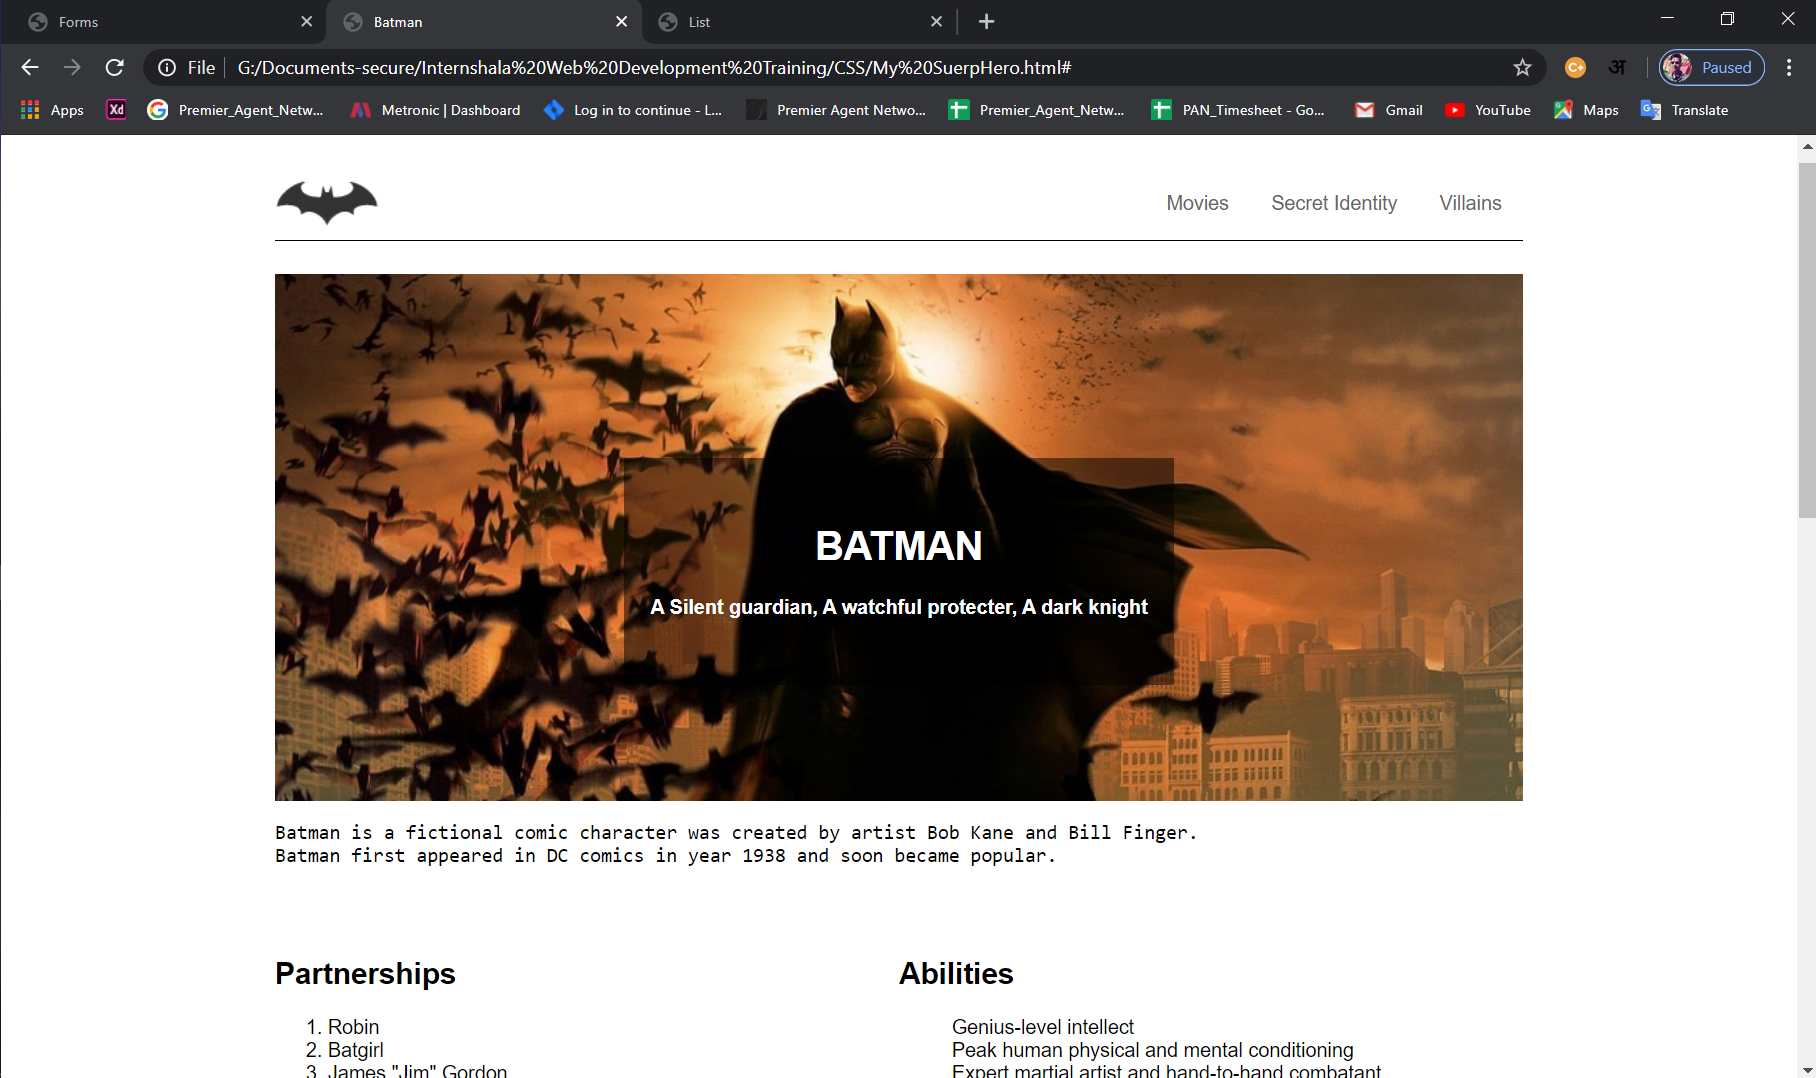 Forms
Batman
List
File
G:/Documents-secure/Internshala%20Web%20Development%20Training/CSS/My%20SuerpHero.html#
C+
अ
Paused
Apps
Xd
Premier_Agent_Netw...
Metronic | Dashboard
Log in to continue - L...
Premier Agent Netwo...
Premier_Agent_Netw...
PAN_Timesheet - Go...
Gmail
YouTube
Maps
Translate
Movies Secret Identity Villains
BATMAN
A Silent guardian, A watchful protecter, A dark knight
Batman is a fictional comic character was created by artist Bob Kane and Bill Finger.
Batman first appeared in DC comics in year 1938 and soon became popular.
Partnerships
1. Robin
2. Batgirl
3. James "Jim" Gordon
Abilities
Genius-level intellect
Peak human physical and mental conditioning
Expert martial artist and hand-to-hand combatant